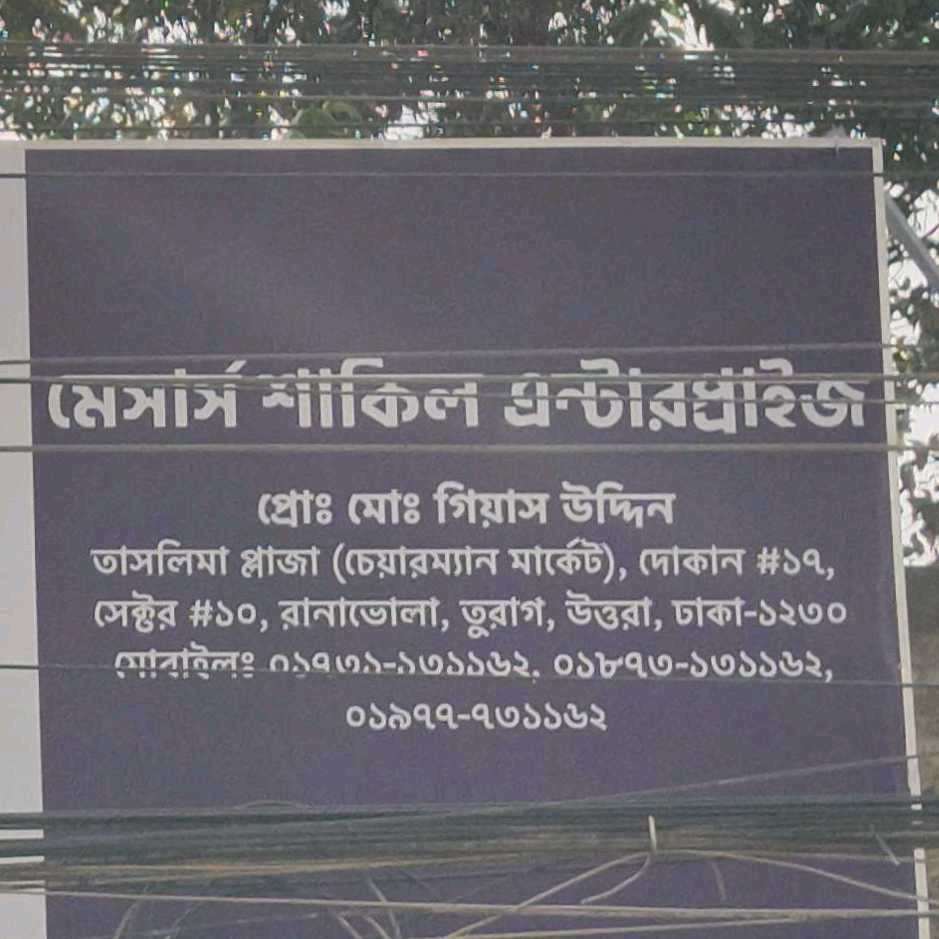 মেসার্স শাকিল এন্টারপ্রাইজ
প্রোঃ মোঃ গিয়াস উদ্দিন
তাসলিমা প্লাজা (চেয়ারম্যান মার্কেট), দোকান #১৭,
সেক্টর #১০, রানাভোলা, তুরাগ, উত্তরা, ঢাকা-১২৩০
মোবাইলঃ ০১৭৩১-১৩১১৬২, ০১৮৭৩-১৩১১৬২,
০১৯৭৭-৭৩১১৬২